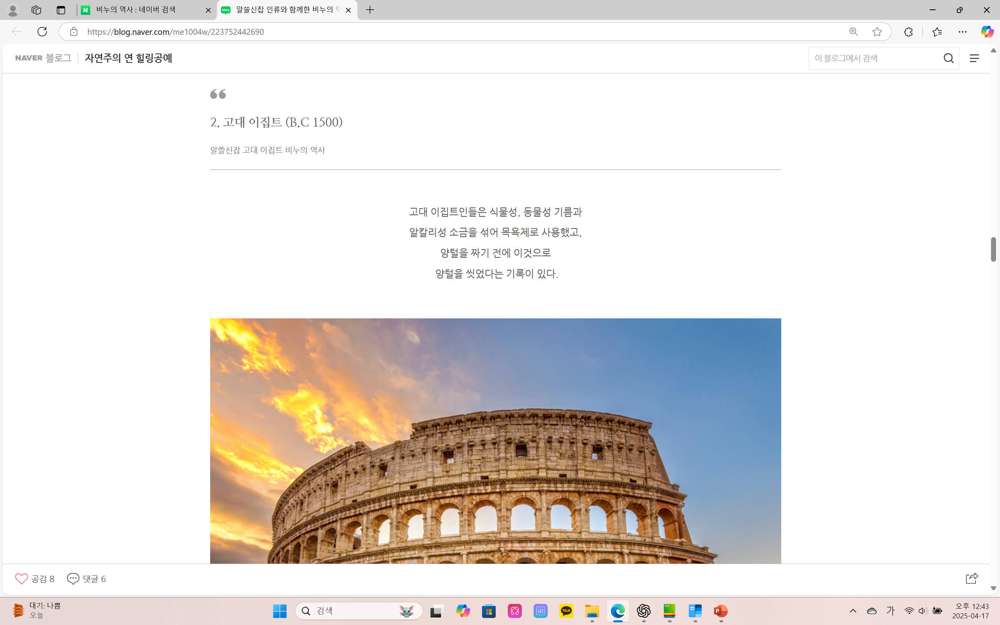 비누의 역사 : 네이버 검색
알쓸신잡 인류와 함께한 비누의
https://blog.naver.com/me1004w/223752442690
NAVER 블로그 자연주의 연 힐링공예
이 블로그에서 검색
2. 고대 이집트 (B.C 1500)
알쓸신잡 고대 이집트 비누의 역사
고대 이집트인들은 식물성, 동물성 기름과
알칼리성 소금을 섞어 목욕제로 사용했고,
양털을 짜기 전에 이것으로
양털을 씻었다는 기록이 있다.
공감 8 댓글 6
대기: 나쁨
오늘
검색
TALK
가
오후 12:43
2025-04-17